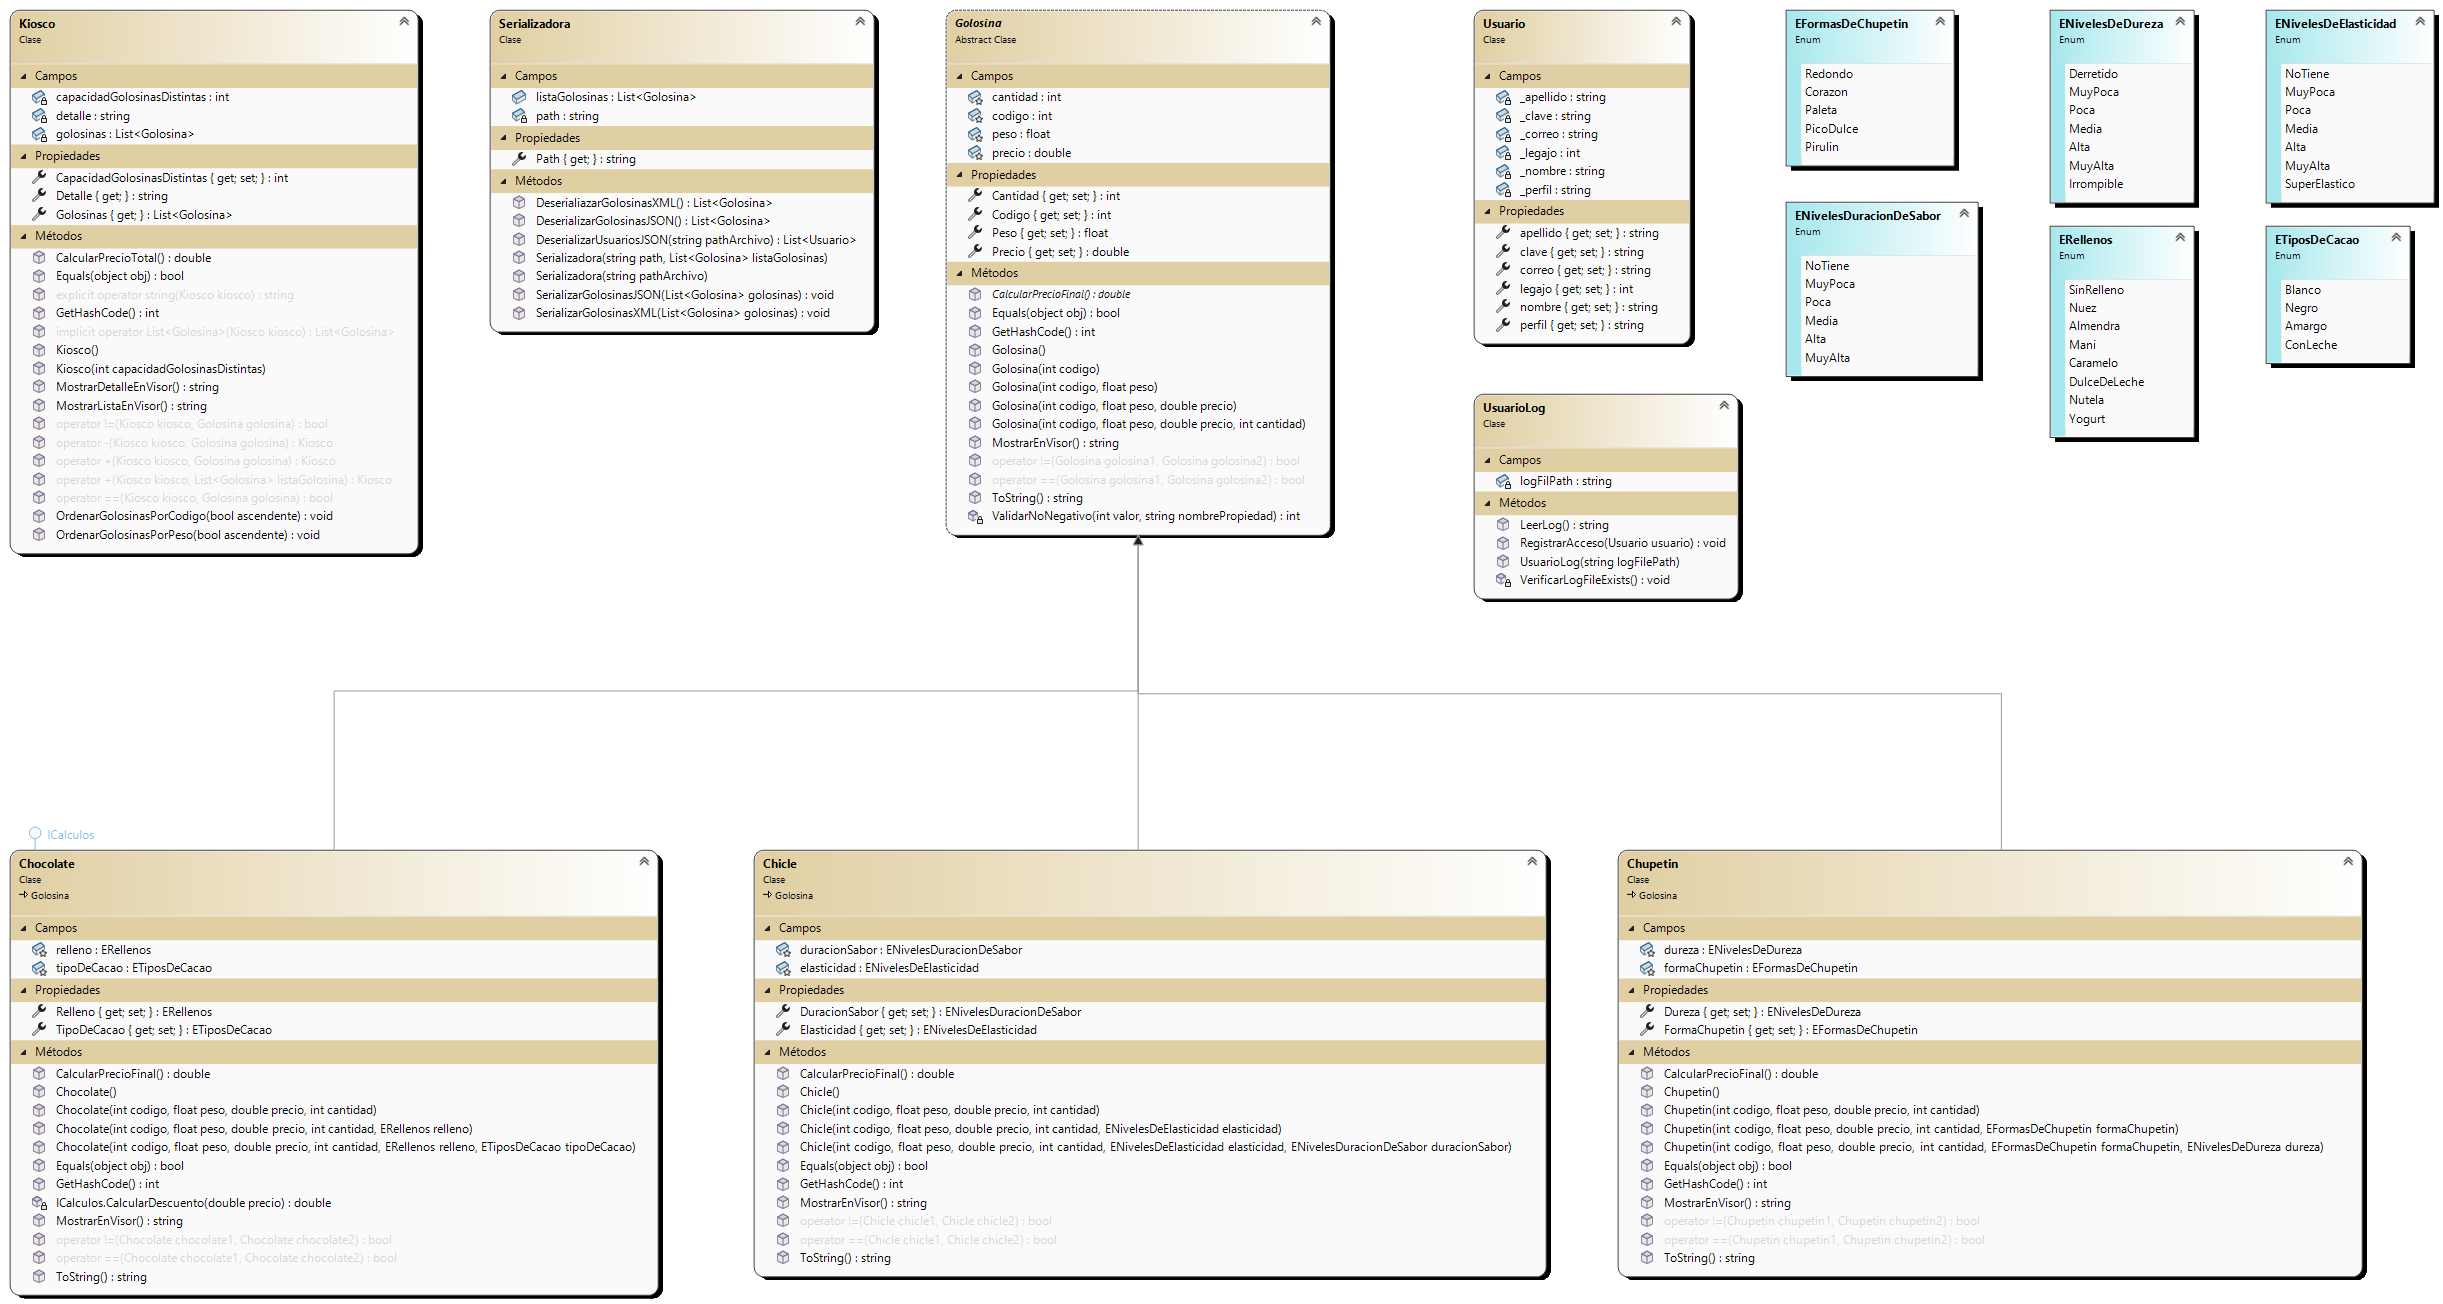 Kiosco
Clase
Campos
capacidadGolosinasDistintas : int
detalle : string
golosinas : List<Golosina>
Propiedades
CapacidadGolosinasDistintas { get; set; } : int
Detalle { get; } : string
Golosinas { get; } : List<Golosina>
Métodos
CalcularPrecioTotal() : double
Equals(object obj) : bool
explicit operator string(Kiosco kiosco) : string
GetHashCode() : int
implicit operator List<Golosina>(Kiosco kiosco) : List<Golosina>
Kiosco()
Kiosco(int capacidadGolosinasDistintas)
MostrarDetalleEnVisor() : string
MostrarListaEnVisor() : string
operator !=(Kiosco kiosco, Golosina golosina) : bool
operator -(Kiosco kiosco, Golosina golosina) : Kiosco
operator +(Kiosco kiosco, Golosina golosina) : Kiosco
operator +(Kiosco kiosco, List<Golosina> listaGolosina) : Kiosco
operator ==(Kiosco kiosco, Golosina golosina) : bool
OrdenarGolosinasPorCodigo(bool ascendente) : void
OrdenarGolosinasPorPeso(bool ascendente) : void
Serializadora
Clase
Campos
listaGolosinas : List<Golosina>
path : string
Propiedades
Path { get; } : string
Métodos
DeserialiazarGolosinasXML() : List<Golosina>
DeserializarGolosinasJSON() : List<Golosina>
DeserializarUsuariosJSON(string pathArchivo) : List<Usuario>
Serializadora(string path, List<Golosina> listaGolosinas)
Serializadora(string pathArchivo)
SerializarGolosinasJSON(List<Golosina> golosinas) : void
SerializarGolosinasXML(List<Golosina> golosinas) : void
Golosina
Abstract Clase
Campos
cantidad : int
codigo : int
peso : float
precio : double
Propiedades
Cantidad { get; set; } : int
Codigo { get; set; } : int
Peso { get; set; } : float
Precio { get; set; } : double
Métodos
CalcularPrecioFinal() : double
Equals(object obj) : bool
GetHashCode() : int
Golosina()
Golosina(int codigo)
Golosina(int codigo, float peso)
Golosina(int codigo, float peso, double precio)
Golosina(int codigo, float peso, double precio, int cantidad)
MostrarEnVisor() : string
operator !=(Golosina golosina1, Golosina golosina2) : bool
operator ==(Golosina golosina1, Golosina golosina2) : bool
ToString() : string
ValidarNoNegativo(int valor, string nombrePropiedad) : int
Usuario
Clase
Campos
_apellido : string
_clave : string
_correo : string
_legajo : int
_nombre : string
_perfil : string
Propiedades
apellido { get; set; } : string
clave { get; set; } : string
correo { get; set; } : string
legajo { get; set; } : int
nombre { get; set; } : string
perfil { get; set; } : string
UsuarioLog
Clase
Campos
logFilPath : string
Métodos
LeerLog() : string
RegistrarAcceso(Usuario usuario) : void
UsuarioLog(string logFilePath)
VerificarLogFileExists() : void
EFormasDeChupetin
Enum
Redondo
Corazon
Paleta
PicoDulce
Pirulin
ENivelesDuracionDeSabor
Enum
NoTiene
MuyPoca
Poca
Media
Alta
MuyAlta
ENivelesDeDureza
Enum
Derretido
MuyPoca
Poca
Media
Alta
MuyAlta
Irrompible
ERellenos
Enum
SinRelleno
Nuez
Almendra
Mani
Caramelo
DulceDeLeche
Nutela
Yogurt
ENivelesDeElasticidad
Enum
NoTiene
MuyPoca
Poca
Media
Alta
MuyAlta
SuperElastico
ETiposDeCacao
Enum
Blanco
Negro
Amargo
ConLeche
ICalculos
Chocolate
Clase
Golosina
Campos
relleno : ERellenos
tipoDeCacao : ETiposDeCacao
Propiedades
Relleno { get; set; } : ERellenos
TipoDeCacao { get; set; } : ETiposDeCacao
Métodos
CalcularPrecioFinal() : double
Chocolate()
Chocolate(int codigo, float peso, double precio, int cantidad)
Chocolate(int codigo, float peso, double precio, int cantidad, ERellenos relleno)
Chocolate(int codigo, float peso, double precio, int cantidad, ERellenos relleno, ETiposDeCacao tipoDeCacao)
Equals(object obj) : bool
GetHashCode() : int
ICalculos.CalcularDescuento(double precio) : double
MostrarEnVisor() : string
operator !=(Chocolate chocolate1, Chocolate chocolate2) : bool
operator ==(Chocolate chocolate1, Chocolate chocolate2) : bool
ToString() : string
Chicle
Clase
Golosina
Campos
duracionSabor : ENivelesDuracionDeSabor
elasticidad : ENivelesDeElasticidad
Propiedades
DuracionSabor { get; set; } : ENivelesDuracionDeSabor
Elasticidad { get; set; } : ENivelesDeElasticidad
Métodos
CalcularPrecioFinal() : double
Chicle()
Chicle(int codigo, float peso, double precio, int cantidad)
Chicle(int codigo, float peso, double precio, int cantidad, ENivelesDeElasticidad elasticidad)
Chicle(int codigo, float peso, double precio, int cantidad, ENivelesDeElasticidad elasticidad, ENivelesDuracionDeSabor duracionSabor)
Equals(object obj) : bool
GetHashCode() : int
MostrarEnVisor() : string
operator !=(Chicle chicle1, Chicle chicle2) : bool
operator ==(Chicle chicle1, Chicle chicle2) : bool
ToString() : string
Chupetin
Clase
Golosina
Campos
dureza : ENivelesDeDureza
formaChupetin : EFormasDeChupetin
Propiedades
Dureza { get; set; } : ENivelesDeDureza
FormaChupetin { get; set; } : EFormasDeChupetin
Métodos
CalcularPrecioFinal() : double
Chupetin()
Chupetin(int codigo, float peso, double precio, int cantidad)
Chupetin(int codigo, float peso, double precio, int cantidad, EFormasDeChupetin formaChupetin)
Chupetin(int codigo, float peso, double precio, int cantidad, EFormasDeChupetin formaChupetin, ENivelesDeDureza dureza)
Equals(object obj) : bool
GetHashCode() : int
MostrarEnVisor() : string
operator !=(Chupetin chupetin1, Chupetin chupetin2) : bool
operator ==(Chupetin chupetin1, Chupetin chupetin2) : bool
ToString() : string